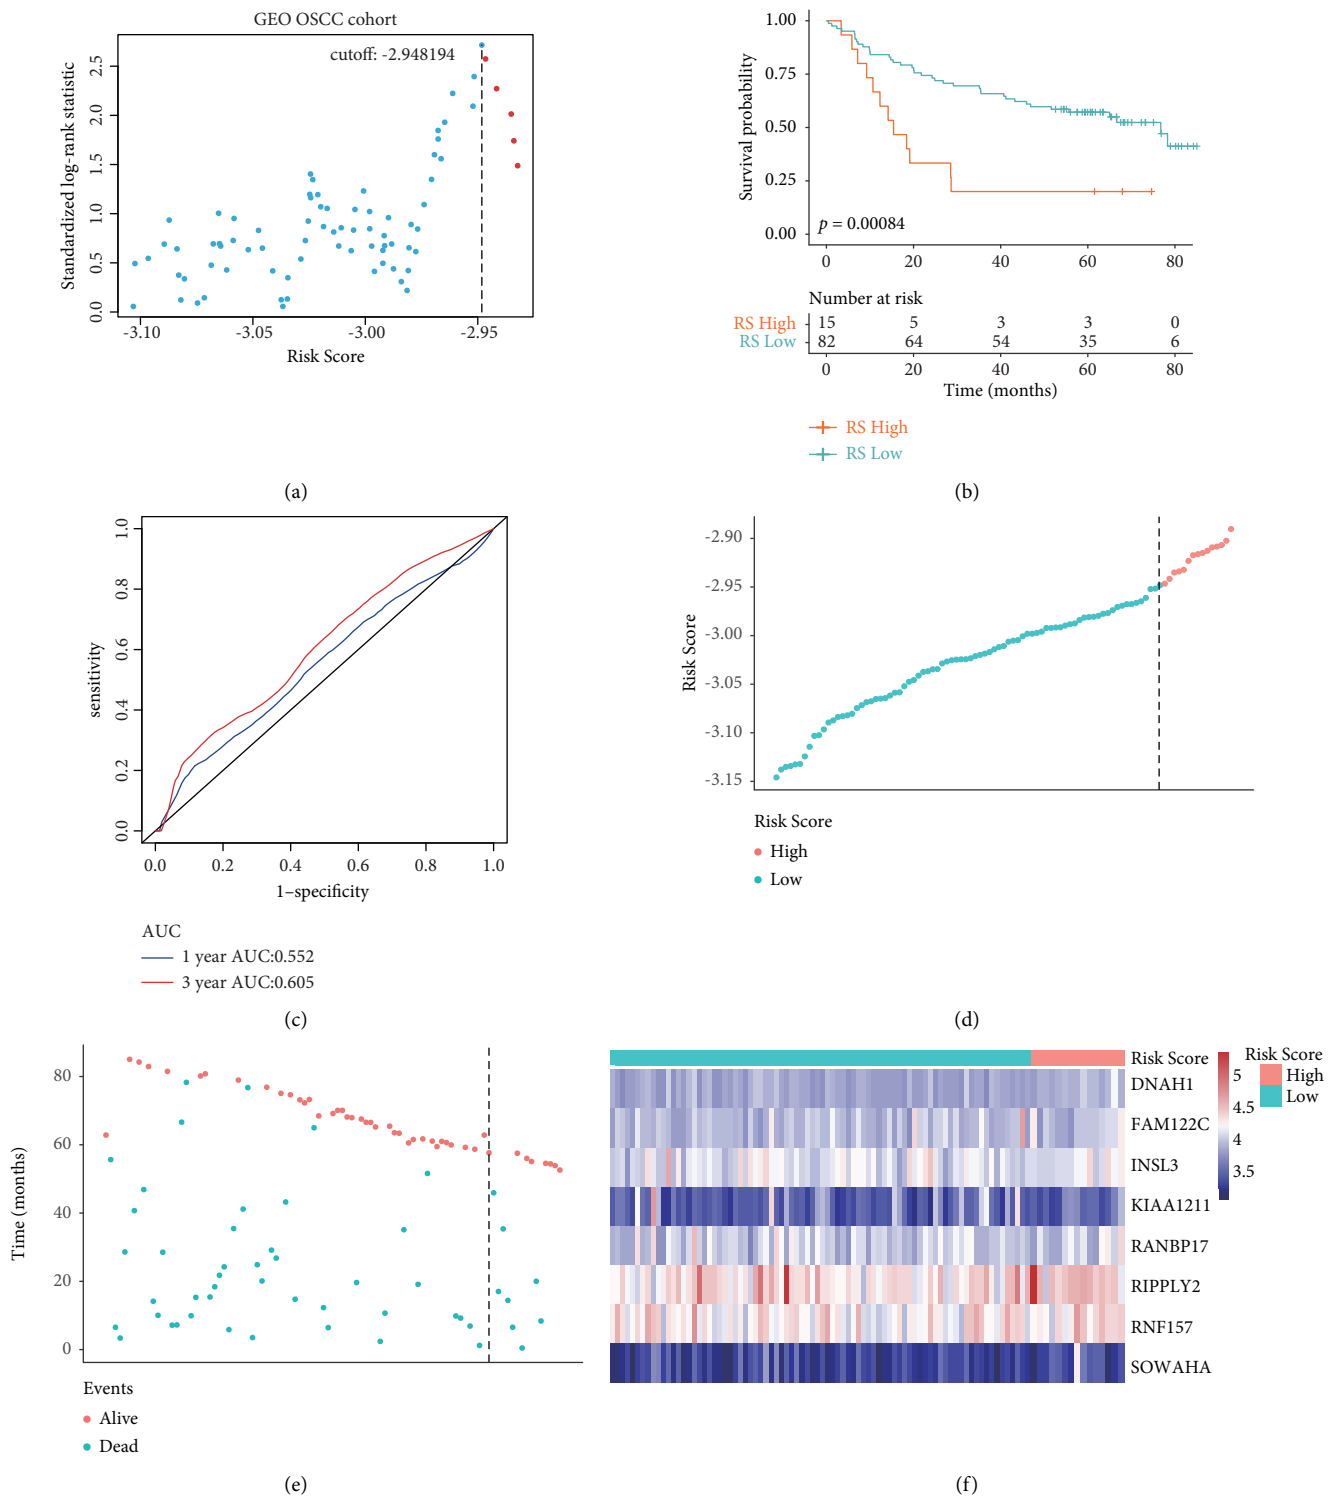 GEO OSCC cohort
cutoff: -2.948194
Standardized log-rank statistic
2.5
2.0
1.5
1.0
0.5
0.0
-3.10 -3.05 -3.00 -2.95
Risk Score
(a)
Survival probability
1.00
0.75
0.50
0.25
0.00
p = 0.00084
0 20 40 60 80
Number at risk
RS High 15 5 3 3 0
RS Low 82 64 54 35 6
0 20 40 60 80
Time (months)
RS High
RS Low
(b)
sensitivity
1.0
0.8
0.6
0.4
0.2
0.0
0.0 0.2 0.4 0.6 0.8 1.0
1–specificity
AUC
1 year AUC:0.552
3 year AUC:0.605
(c)
Risk Score
-2.90
-2.95
-3.00
-3.05
-3.10
-3.15
Risk Score
High
Low
(d)
Time (months)
80
60
40
20
0
Events
Alive
Dead
(e)
Risk Score
DNAH1
FAM122C
INSL3
KIAA1211
RANBP17
RIPPLY2
RNF157
SOWAHA
5
4.5
4
3.5
Risk Score
High
Low
(f)